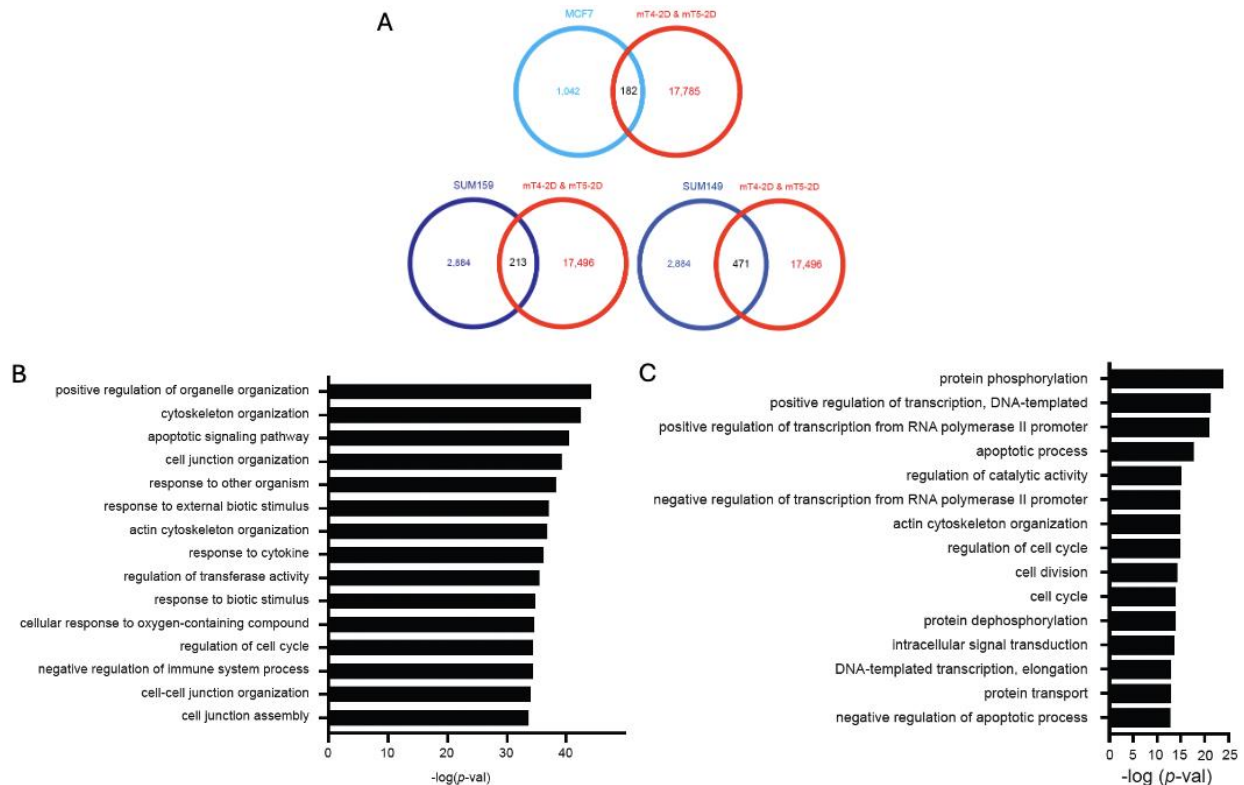 A
MCF7 mT4-2D & mT5-2D
1,042 182 17,785
SUM159 mT4-2D & mT5-2D SUM149 mT4-2D & mT5-2D
2,884 213 17,496 2,884 471 17,496
B
positive regulation of organelle organization
cytoskeleton organization
apoptotic signaling pathway
cell junction organization
response to other organism
response to external biotic stimulus
actin cytoskeleton organization
response to cytokine
regulation of transferase activity
response to biotic stimulus
cellular response to oxygen-containing compound
regulation of cell cycle
negative regulation of immune system process
cell-cell junction organization
cell junction assembly
0 10 20 30 40
-log(p-val)
C
protein phosphorylation
positive regulation of transcription, DNA-templated
positive regulation of transcription from RNA polymerase II promoter
apoptotic process
regulation of catalytic activity
negative regulation of transcription from RNA polymerase II promoter
actin cytoskeleton organization
regulation of cell cycle
cell division
cell cycle
protein dephosphorylation
intracellular signal transduction
DNA-templated transcription, elongation
protein transport
negative regulation of apoptotic process
0 5 10 15 20 25
-log (p-val)